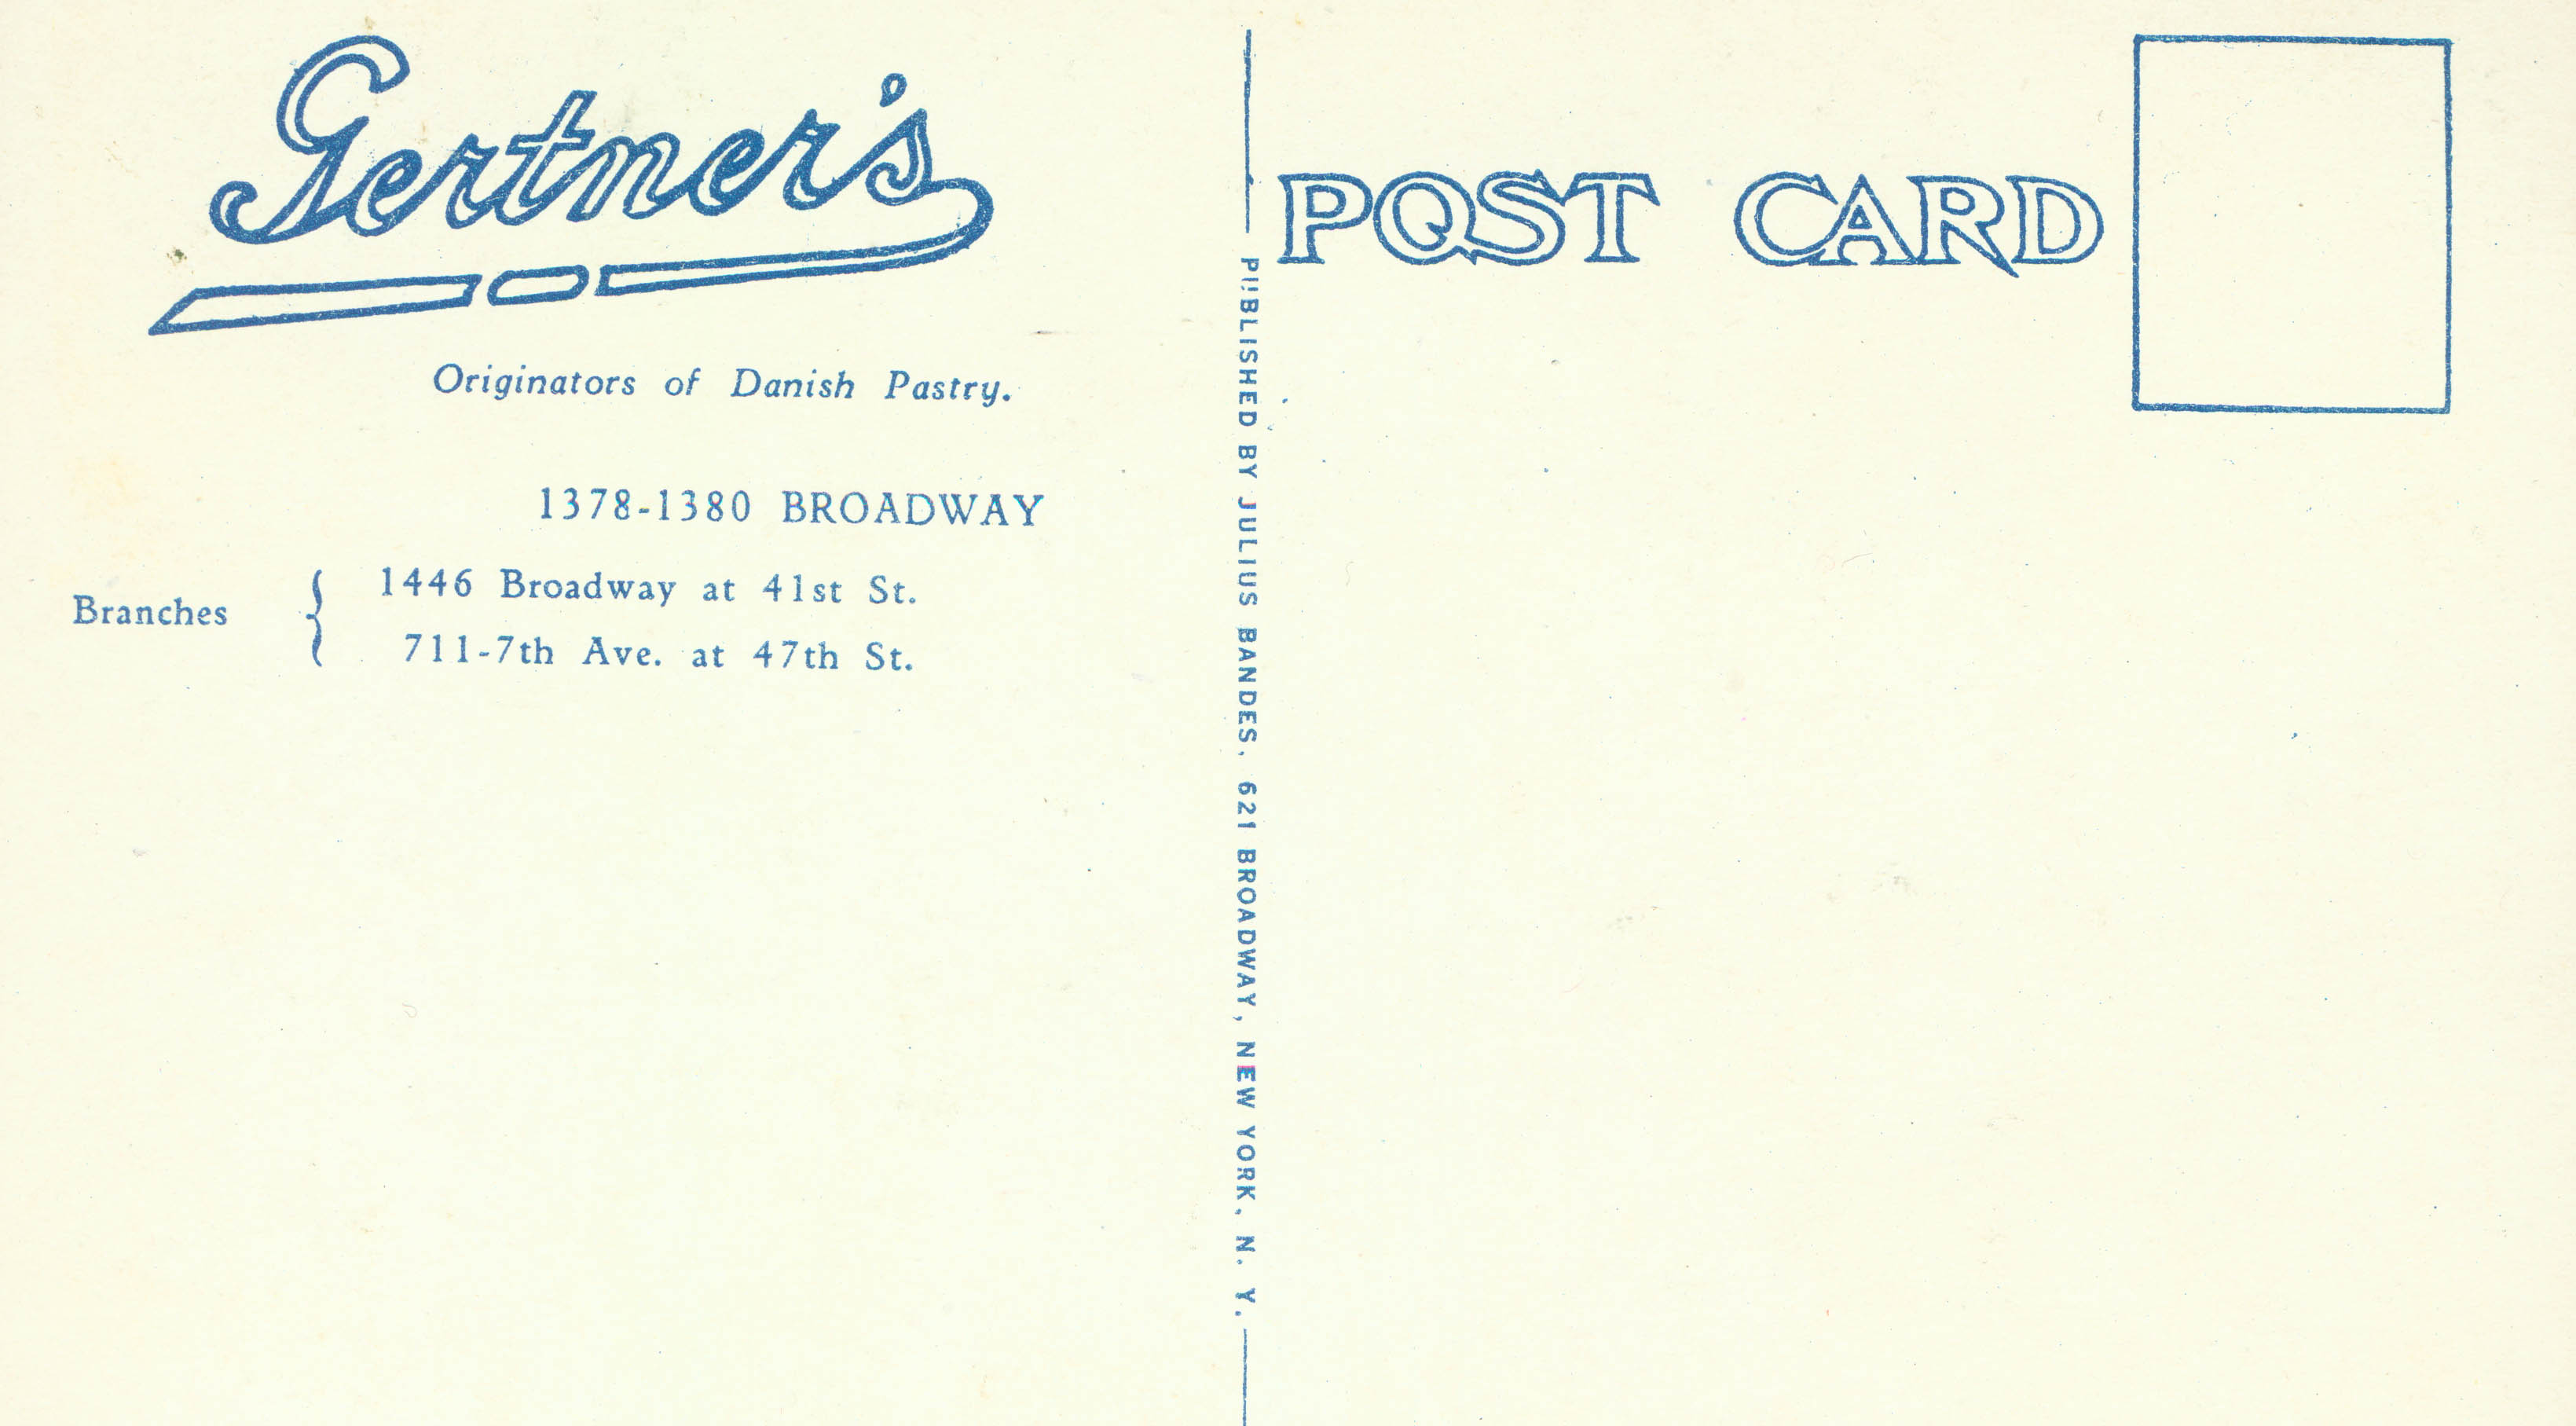 Gertner's
Originators of Danish Pastry.
1378-1380 BROADWAY
Branches
1446 Broadway at 41st St.
711-7th Ave. at 47th St.
PUBLISHED BY JULIUS BANDES, 621 BROADWAY, NEW YORK, N. Y.
POST CARD